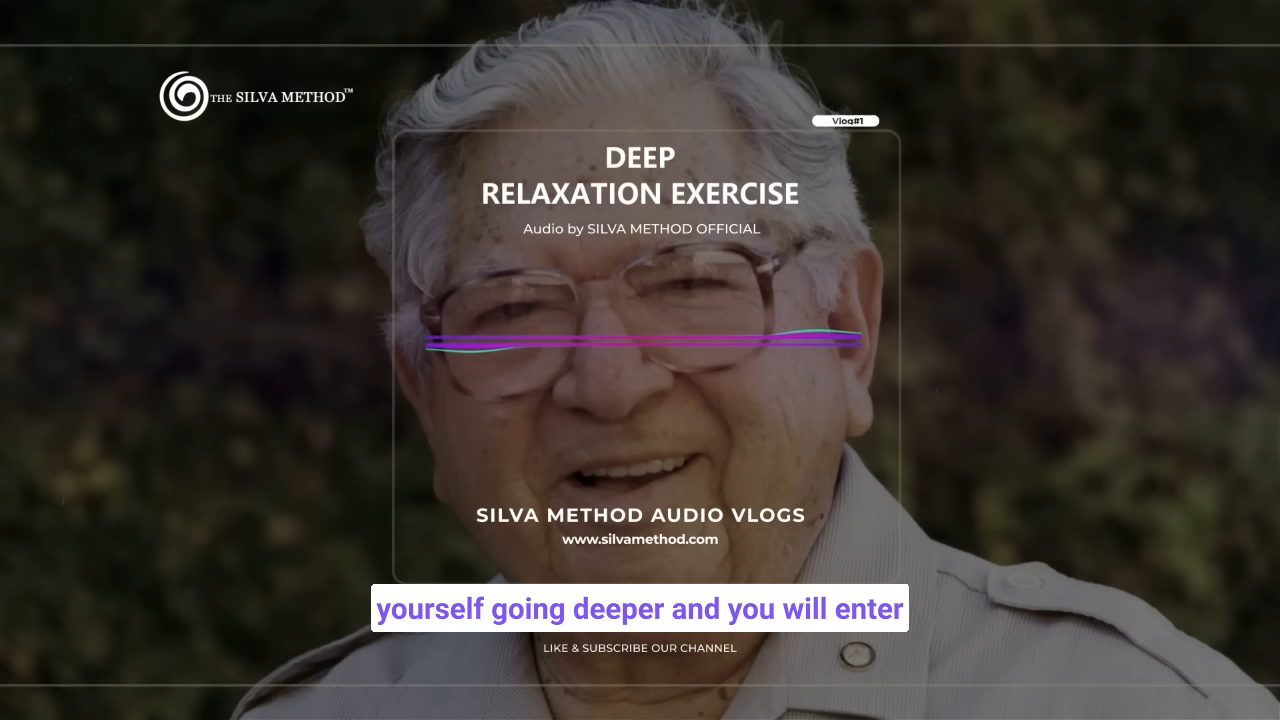 THE SILVA METHOD™
Vlog#1
DEEP
RELAXATION EXERCISE
Audio by SILVA METHOD OFFICIAL
SILVA METHOD AUDIO VLOGS
www.silvamethod.com
yourself going deeper and you will enter
LIKE & SUBSCRIBE OUR CHANNEL